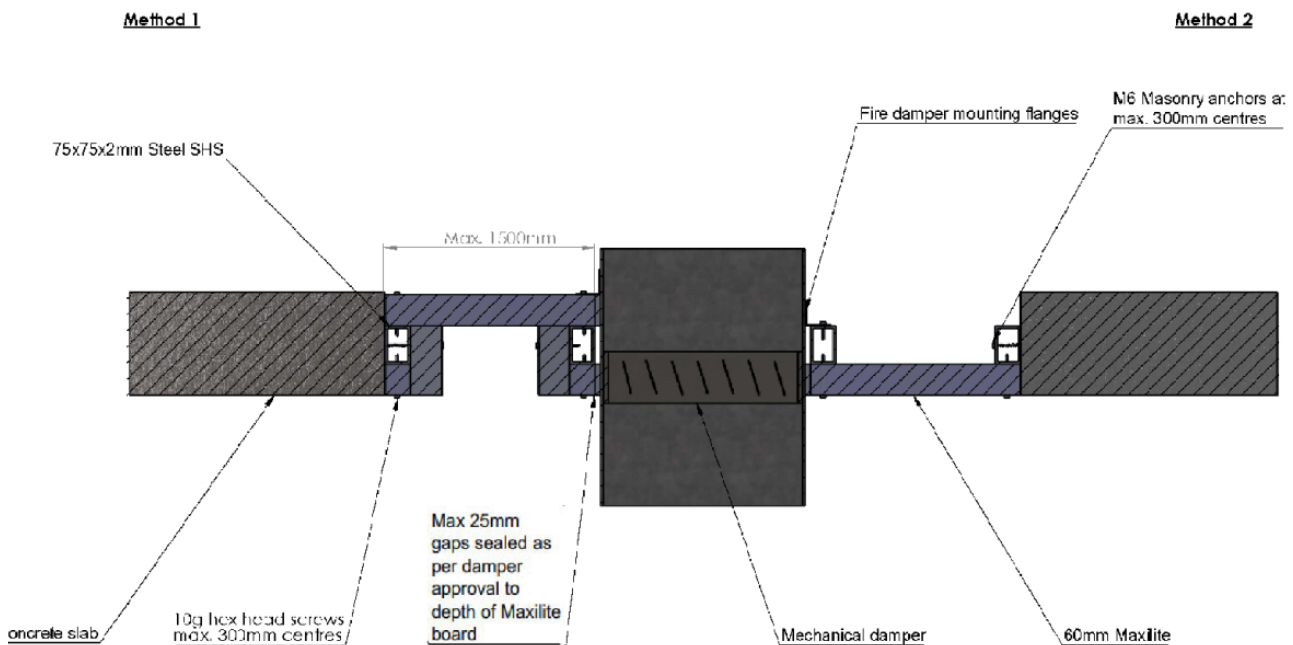 Method 1
Method 2
M6 Masonry anchors at
max. 300mm centres
Fire damper mounting flanges
75x75x2mm Steel SHS
Max. 1500mm
Max 25mm
gaps sealed as
per damper
approval to
depth of Maxilite
board
10g hex head screws
max. 300mm centres
oncrete slab
Mechanical damper
60mm Maxilite